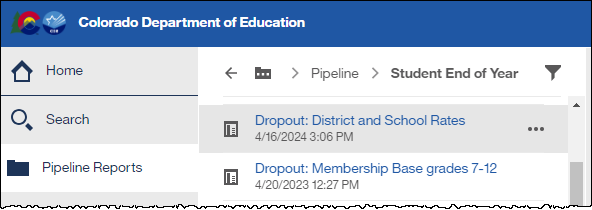 Colorado Department of Education
Home
Search
Pipeline Reports
Pipeline
Student End of Year
Dropout: District and School Rates
4/16/2024 3:06 PM
Dropout: Membership Base grades 7-12
4/20/2023 12:27 PM